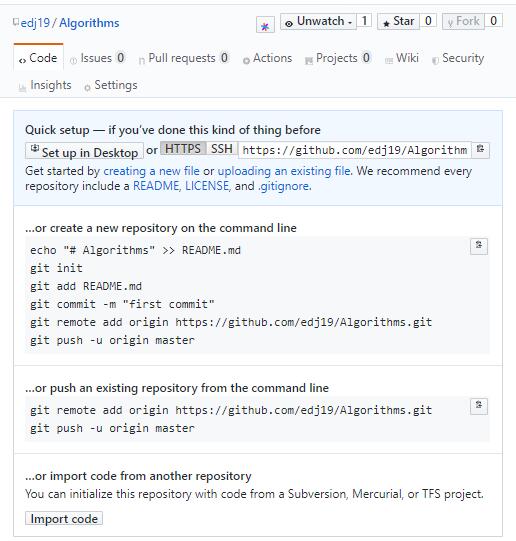 edj19 / Algorithms
Unwatch 1 Star 0 Fork 0
Code Issues 0 Pull requests 0 Actions Projects 0 Wiki Security
Insights Settings
Quick setup — if you've done this kind of thing before
Set up in Desktop or HTTPS SSH https://github.com/edj19/Algorithm
Get started by creating a new file or uploading an existing file. We recommend every
repository include a README, LICENSE, and .gitignore.
...or create a new repository on the command line
echo "# Algorithms" >> README.md
git init
git add README.md
git commit -m "first commit"
git remote add origin https://github.com/edj19/Algorithms.git
git push -u origin master
...or push an existing repository from the command line
git remote add origin https://github.com/edj19/Algorithms.git
git push -u origin master
...or import code from another repository
You can initialize this repository with code from a Subversion, Mercurial, or TFS project.
Import code